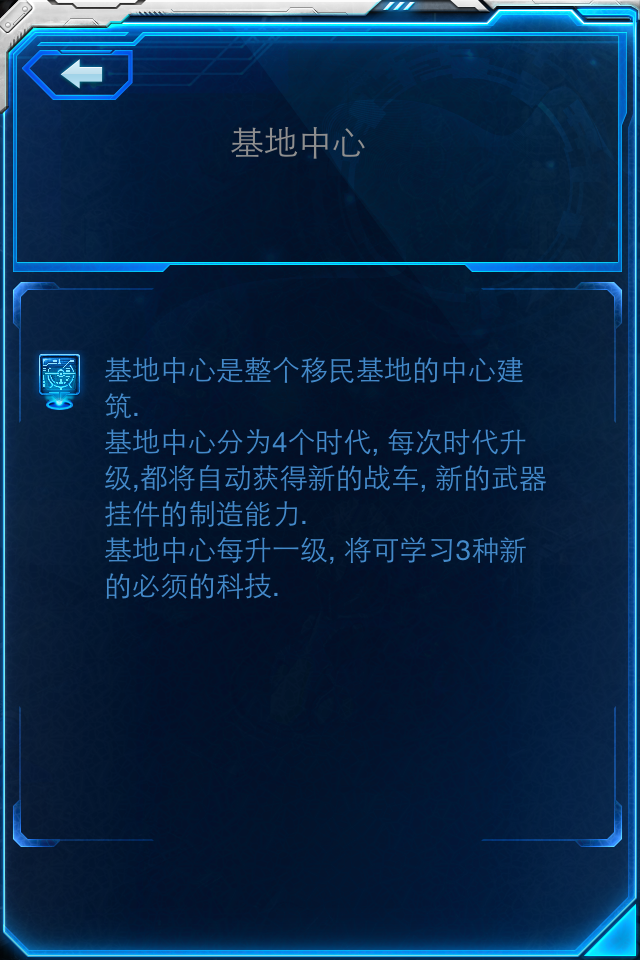 基地中心
基地中心是整个移民基地的中心建
筑.
基地中心分为4个时代, 每次时代升
级,都将自动获得新的战车, 新的武器
挂件的制造能力.
基地中心每升一级, 将可学习3种新
的必须的科技.